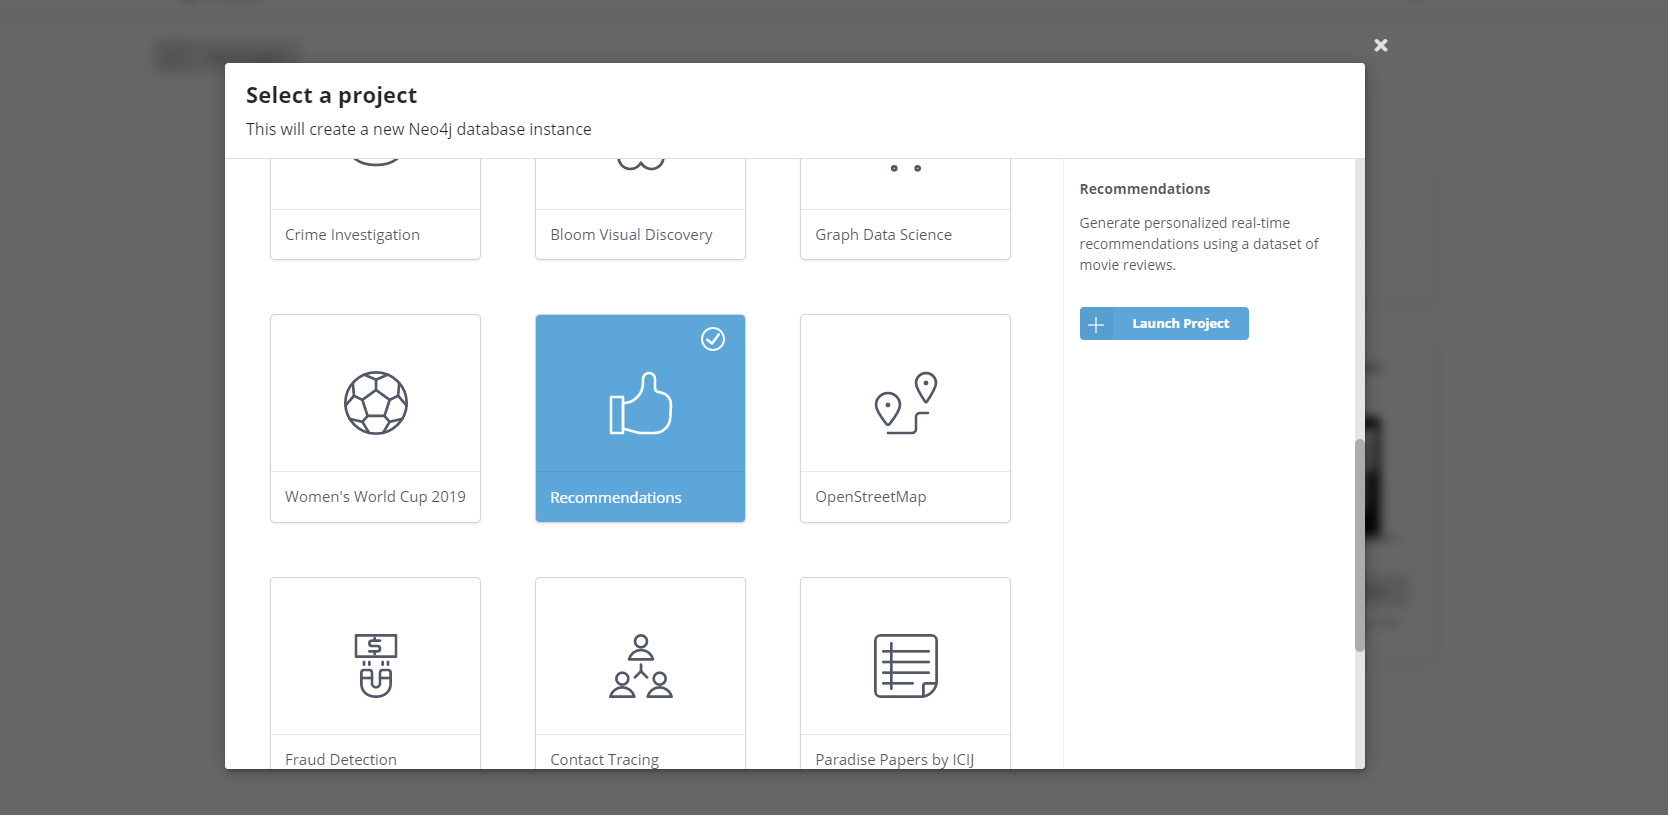 Select a project
This will create a new Neo4j database instance
Crime Investigation
Bloom Visual Discovery
Graph Data Science
Recommendations
Generate personalized real-time
recommendations using a dataset of
movie reviews.
Launch Project
Women's World Cup 2019
Recommendations
OpenStreetMap
$
Fraud Detection
Contact Tracing
Paradise Papers by ICIJ